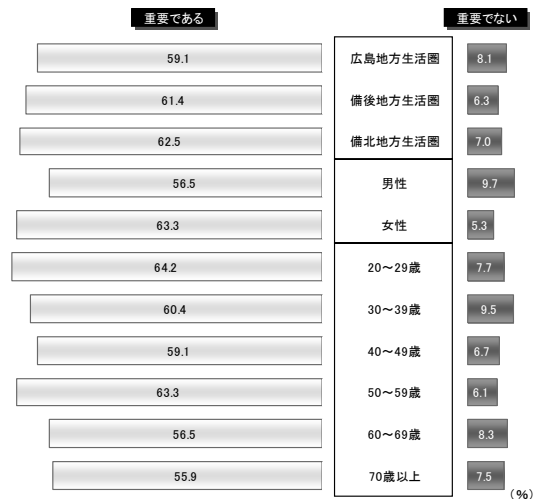 重要である 重要でない
59.1 広島地方生活圏 8.1
61.4 備後地方生活圏 6.3
62.5 備北地方生活圏 7.0
56.5 男性 9.7
63.3 女性 5.3
64.2 20～29歳 7.7
60.4 30～39歳 9.5
59.1 40～49歳 6.7
63.3 50～59歳 6.1
56.5 60～69歳 8.3
55.9 70歳以上 7.5
(%)